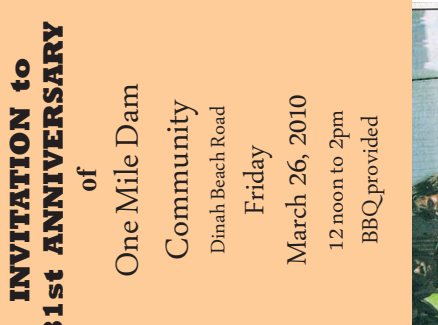 INVITATION to
31st ANNIVERSARY
of
One Mile Dam
Community
Dinah Beach Road
Friday
March 26, 2010
12 noon to 2pm
BBQ provided